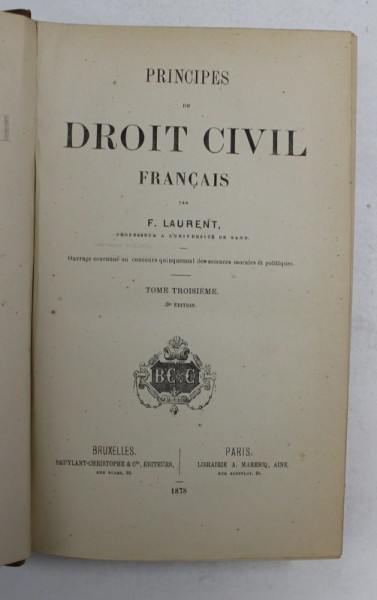 PRINCIPES
DE
DROIT CIVIL
FRANÇAIS
PAR
F. LAURENT,
PROFESSEUR A L'UNIVERSITÉ DE GAND.
Ouvrage couronné au concours quinquennal des sciences morales et politiques.
TOME TROISIÈME.
3e ÉDITION.
B C & C
BRUXELLES.
BRUYLANT-CHRISTOPHE & Cie, ÉDITEURS,
PARIS.
LIBRAIRIE A. MARESCQ, AINÉ.
1878